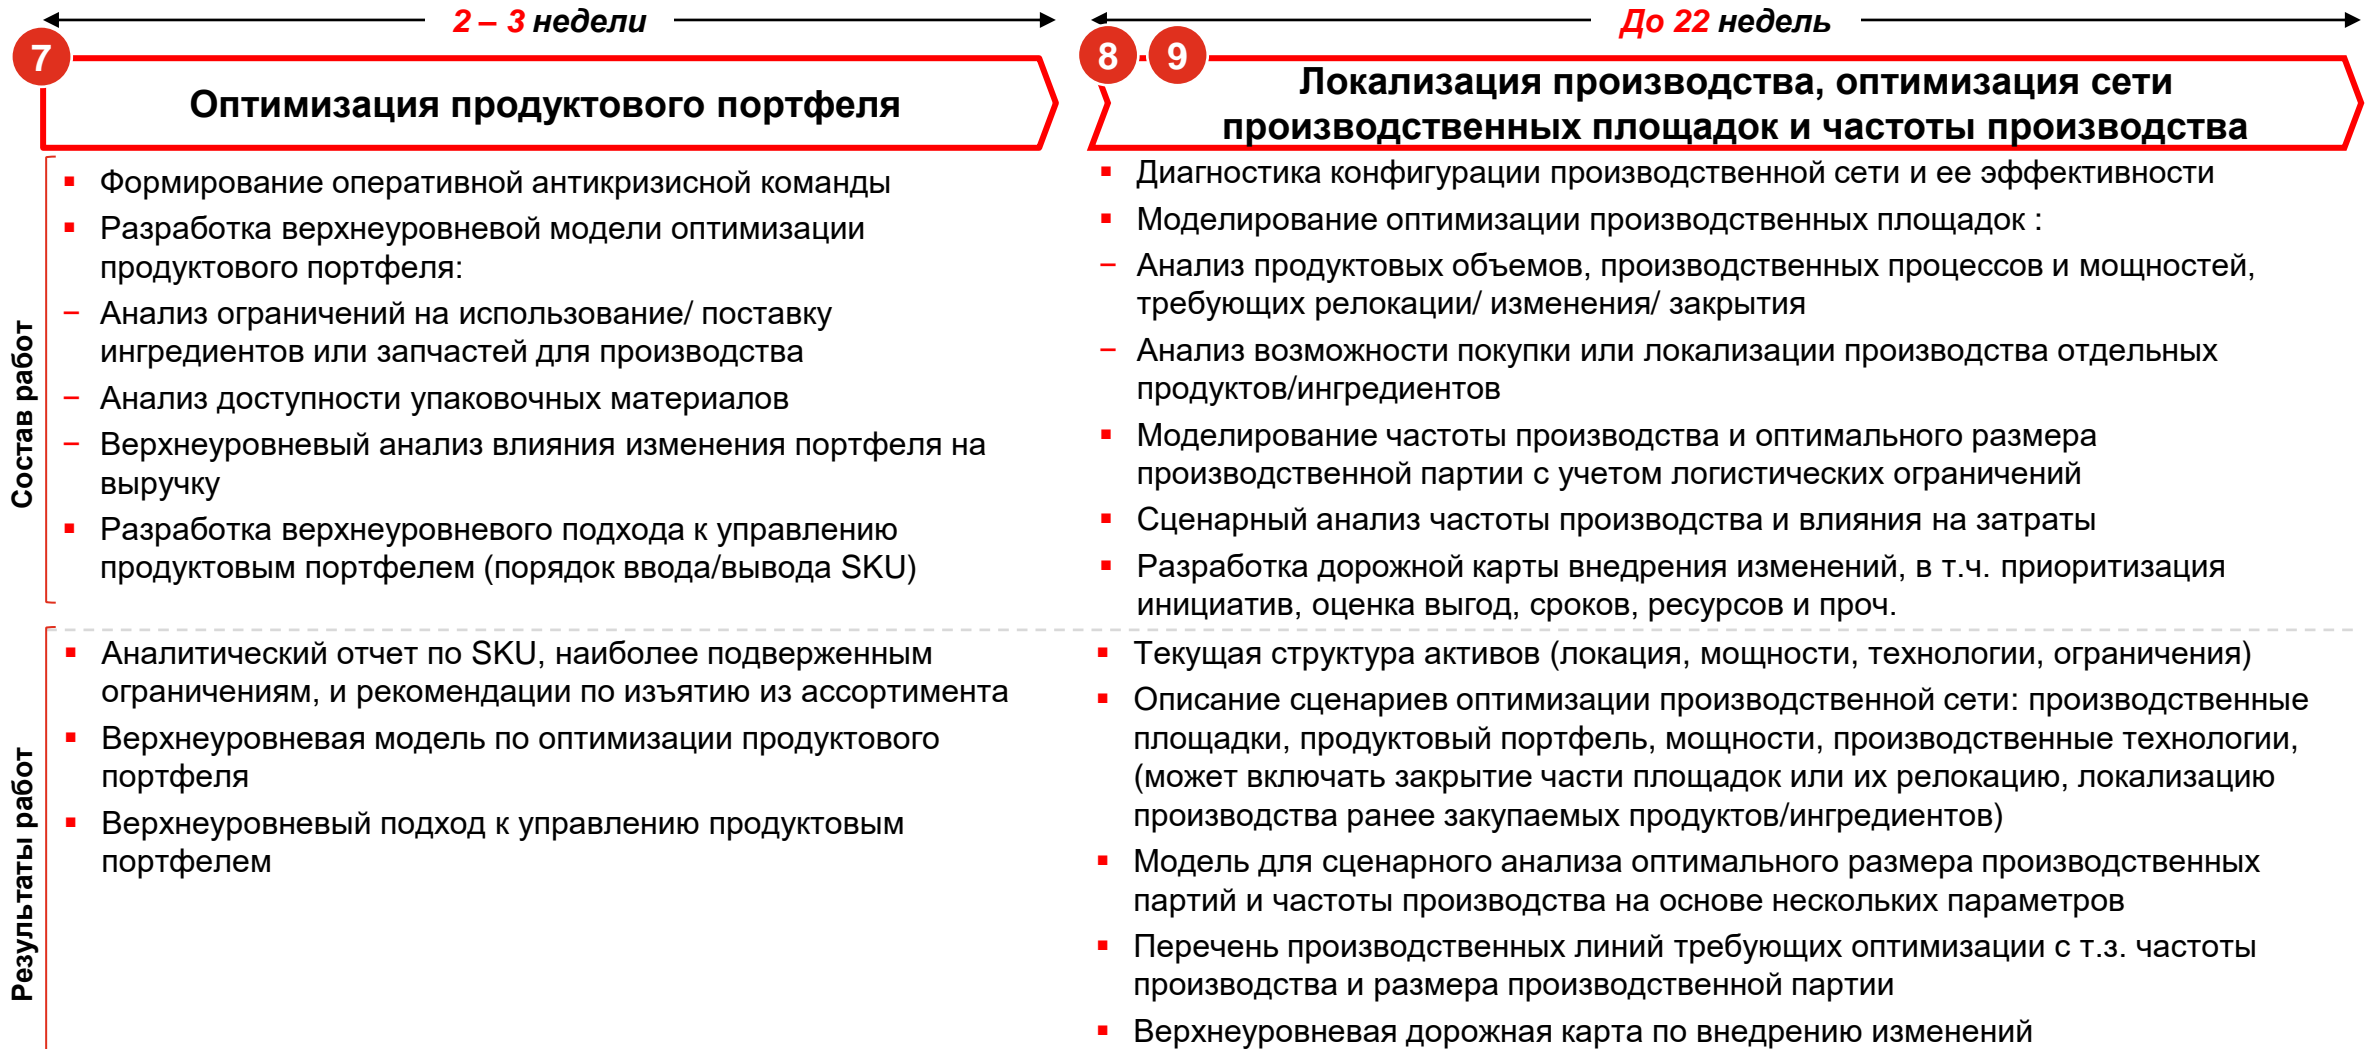 2 – 3 недели
До 22 недель
7
Оптимизация продуктового портфеля
8 9
Локализация производства, оптимизация сети
производственных площадок и частоты производства
Состав работ
▪ Формирование оперативной антикризисной команды
▪ Разработка верхнеуровневой модели оптимизации
продуктового портфеля:
− Анализ ограничений на использование/ поставку
ингредиентов или запчастей для производства
− Анализ доступности упаковочных материалов
− Верхнеуровневый анализ влияния изменения портфеля на
выручку
▪ Разработка верхнеуровневого подхода к управлению
продуктовым портфелем (порядок ввода/вывода SKU)
▪ Диагностика конфигурации производственной сети и ее эффективности
▪ Моделирование оптимизации производственных площадок :
− Анализ продуктовых объемов, производственных процессов и мощностей,
требующих релокации/ изменения/ закрытия
− Анализ возможности покупки или локализации производства отдельных
продуктов/ингредиентов
▪ Моделирование частоты производства и оптимального размера
производственной партии с учетом логистических ограничений
▪ Сценарный анализ частоты производства и влияния на затраты
▪ Разработка дорожной карты внедрения изменений, в т.ч. приоритизация
инициатив, оценка выгод, сроков, ресурсов и проч.
Результаты работ
▪ Аналитический отчет по SKU, наиболее подверженным
ограничениям, и рекомендации по изъятию из ассортимента
▪ Верхнеуровневая модель по оптимизации продуктового
портфеля
▪ Верхнеуровневый подход к управлению продуктовым
портфелем
▪ Текущая структура активов (локация, мощности, технологии, ограничения)
▪ Описание сценариев оптимизации производственной сети: производственные
площадки, продуктовый портфель, мощности, производственные технологии,
(может включать закрытие части площадок или их релокацию, локализацию
производства ранее закупаемых продуктов/ингредиентов)
▪ Модель для сценарного анализа оптимального размера производственных
партий и частоты производства на основе нескольких параметров
▪ Перечень производственных линий требующих оптимизации с т.з. частоты
производства и размера производственной партии
▪ Верхнеуровневая дорожная карта по внедрению изменений